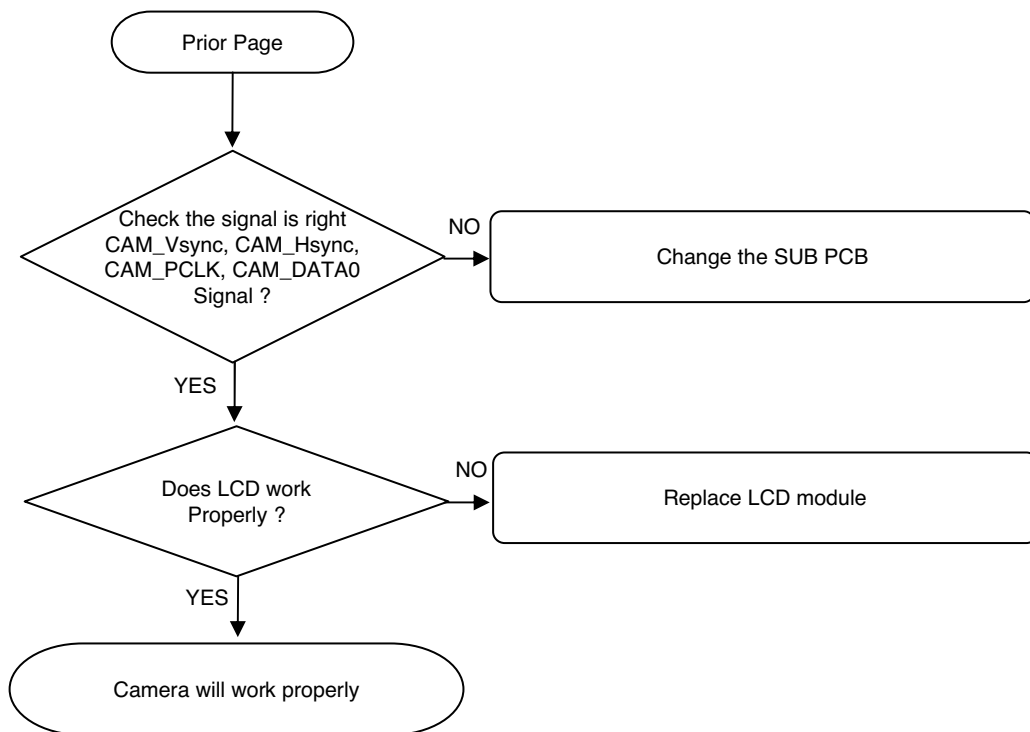 Prior Page
Check the signal is right
CAM_Vsync, CAM_Hsync,
CAM_PCLK, CAM_DATA0
Signal ?
NO
Change the SUB PCB
YES
Does LCD work
Properly ?
NO
Replace LCD module
YES
Camera will work properly